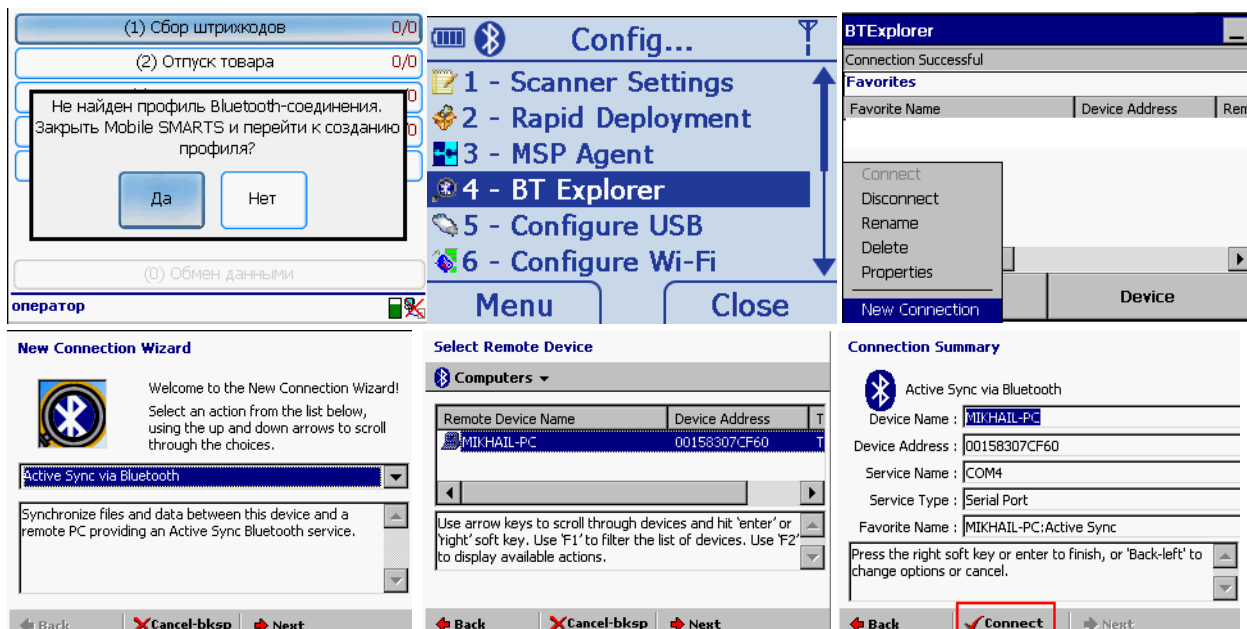 (1) Сбор штрихкодов 0/0
(2) Отпуск товара 0/0
Не найден профиль Bluetooth-соединения.
Закрыть Mobile SMARTS и перейти к созданию
профиля?
Да Нет
(0) Обмен данными
оператор
Config...
1 - Scanner Settings
2 - Rapid Deployment
3 - MSP Agent
4 - BT Explorer
5 - Configure USB
6 - Configure Wi-Fi
Menu Close
BTExplorer
Connection Successful
Favorites
Favorite Name Device Address Rem
Connect
Disconnect
Rename
Delete
Properties
New Connection
Device
New Connection Wizard
Welcome to the New Connection Wizard!
Select an action from the list below,
using the up and down arrows to scroll
through the choices.
Active Sync via Bluetooth
Synchronize files and data between this device and a
remote PC providing an Active Sync Bluetooth service.
Back Cancel-bksp Next
Select Remote Device
Computers
Remote Device Name Device Address T
MIKHAIL-PC 00158307CF60 T
Use arrow keys to scroll through devices and hit 'enter' or
'right' soft key. Use 'F1' to filter the list of devices. Use 'F2'
to display available actions.
Back Cancel-bksp Next
Connection Summary
Active Sync via Bluetooth
Device Name : MIKHAIL-PC
Device Address : 00158307CF60
Service Name : COM4
Service Type : Serial Port
Favorite Name : MIKHAIL-PC:Active Sync
Press the right soft key or enter to finish, or 'Back-left' to
change options or cancel.
Back Connect Next